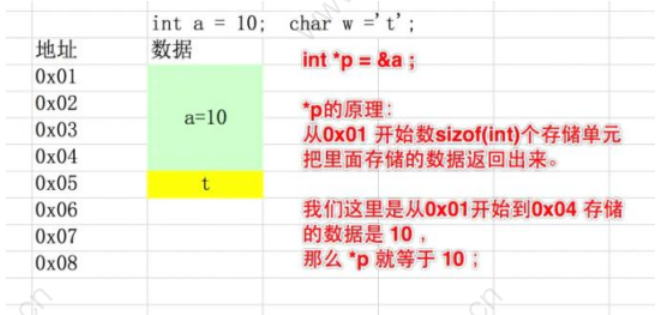 int a = 10;  char w ='t';
地址 数据
int *p = &a ;
0x01
0x02
0x03
0x04
a=10
*p的原理：
从0x01 开始数sizof(int)个存储单元
把里面存储的数据返回出来。
0x05 t
0x06
0x07
0x08
我们这里是从0x01开始到0x04 存储
的数据是 10 ，
那么 *p 就等于 10 ；
www.
cn
cn